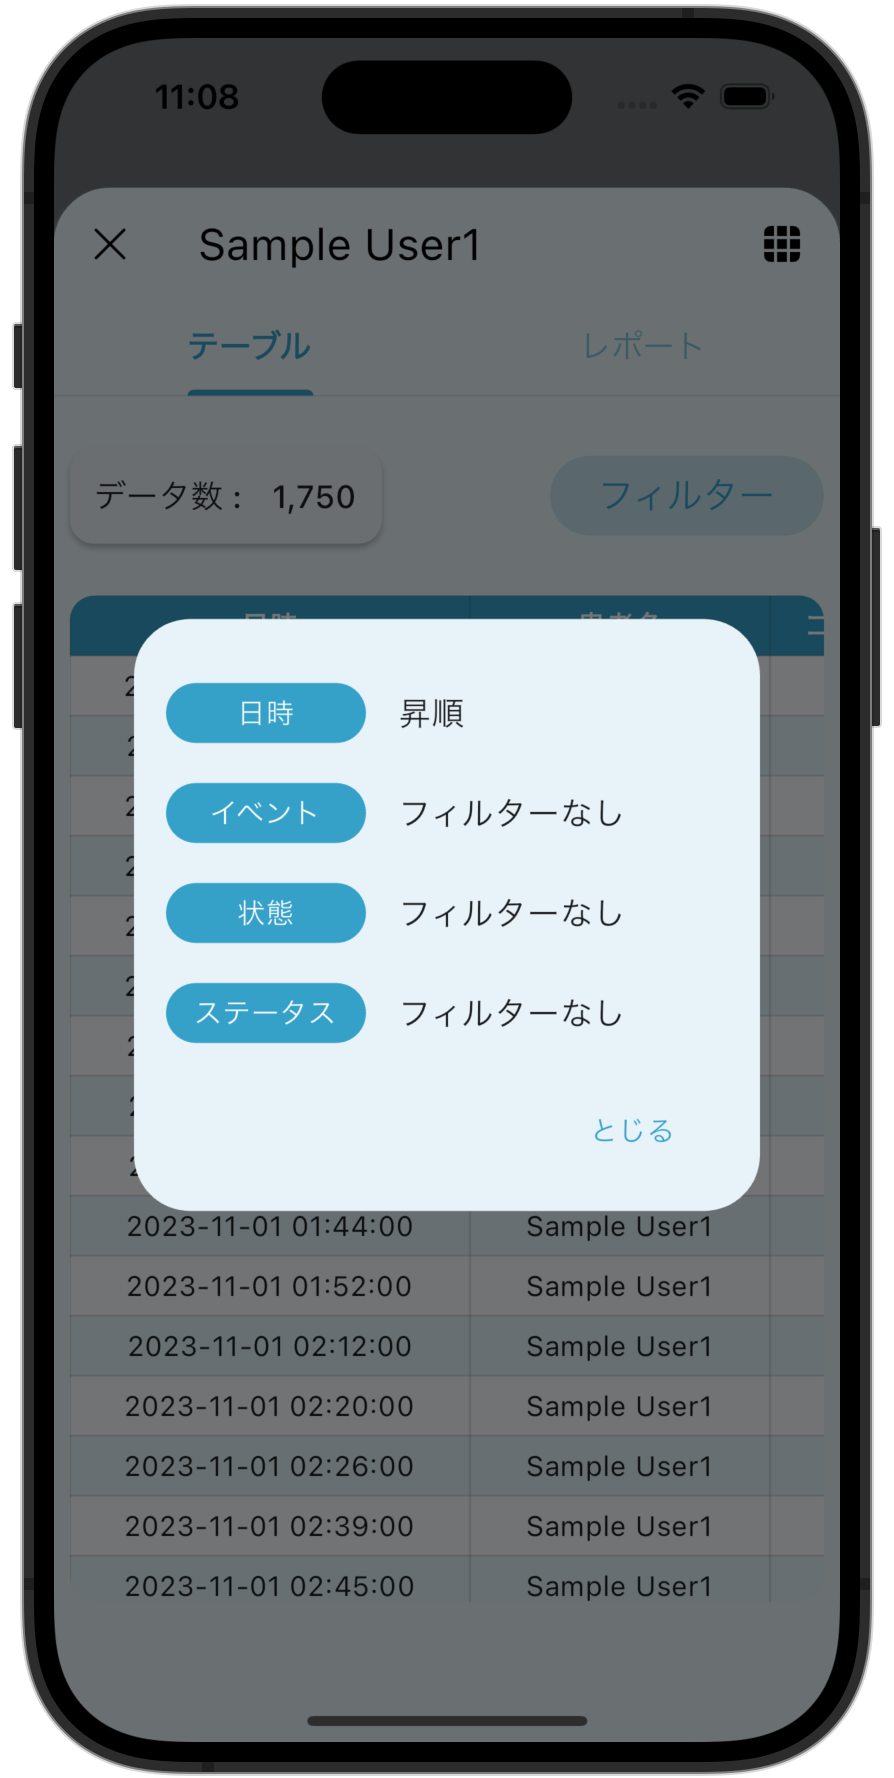 11:08
Sample User1
テーブル レポート
データ数： 1,750 フィルター
日時 昇順
イベント フィルターなし
状態 フィルターなし
ステータス フィルターなし
とじる
2023-11-01 01:44:00 Sample User1
2023-11-01 01:52:00 Sample User1
2023-11-01 02:12:00 Sample User1
2023-11-01 02:20:00 Sample User1
2023-11-01 02:26:00 Sample User1
2023-11-01 02:39:00 Sample User1
2023-11-01 02:45:00 Sample User1